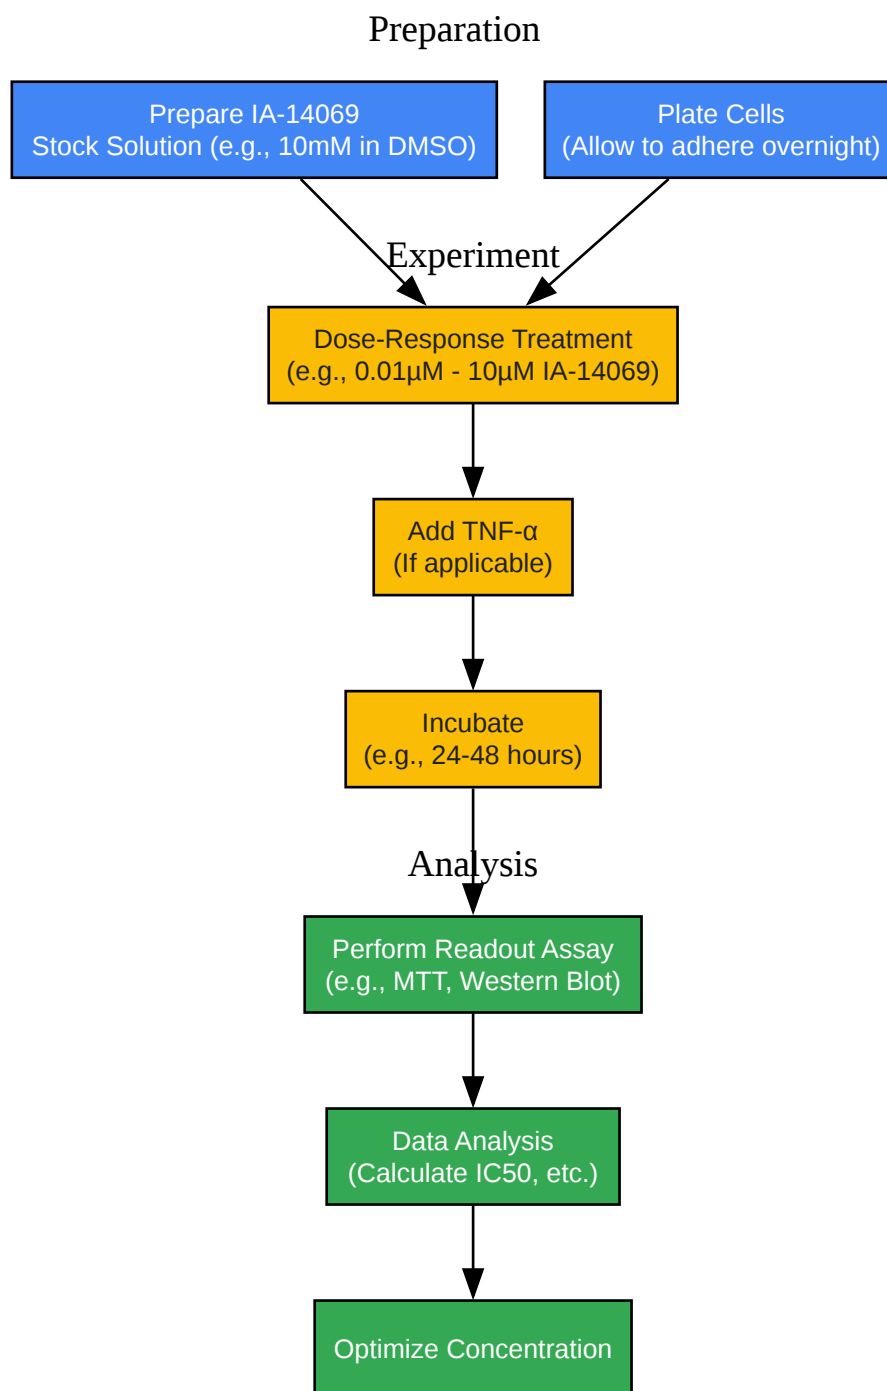 Preparation
Prepare IA-14069
Stock Solution (e.g., 10mM in DMSO)
Plate Cells
(Allow to adhere overnight)
Experiment
Dose-Response Treatment
(e.g., 0.01µM - 10µM IA-14069)
Add TNF-α
(If applicable)
Incubate
(e.g., 24-48 hours)
Analysis
Perform Readout Assay
(e.g., MTT, Western Blot)
Data Analysis
(Calculate IC50, etc.)
Optimize Concentration